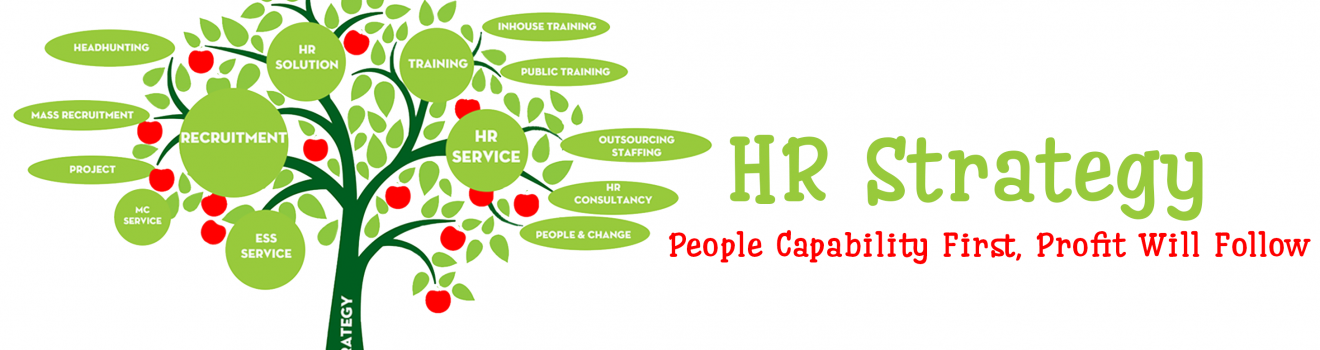 INHOUSE TRAINING
HEADHUNTING
HR
SOLUTION
TRAINING
PUBLIC TRAINING
MASS RECRUITMENT
RECRUITMENT
HR
SERVICE
OUTSOURCING
STAFFING
PROJECT
HR
CONSULTANCY
MC
SERVICE
ESS
SERVICE
PEOPLE & CHANGE
RATEGY
HR Strategy
People Capability First, Profit Will Follow